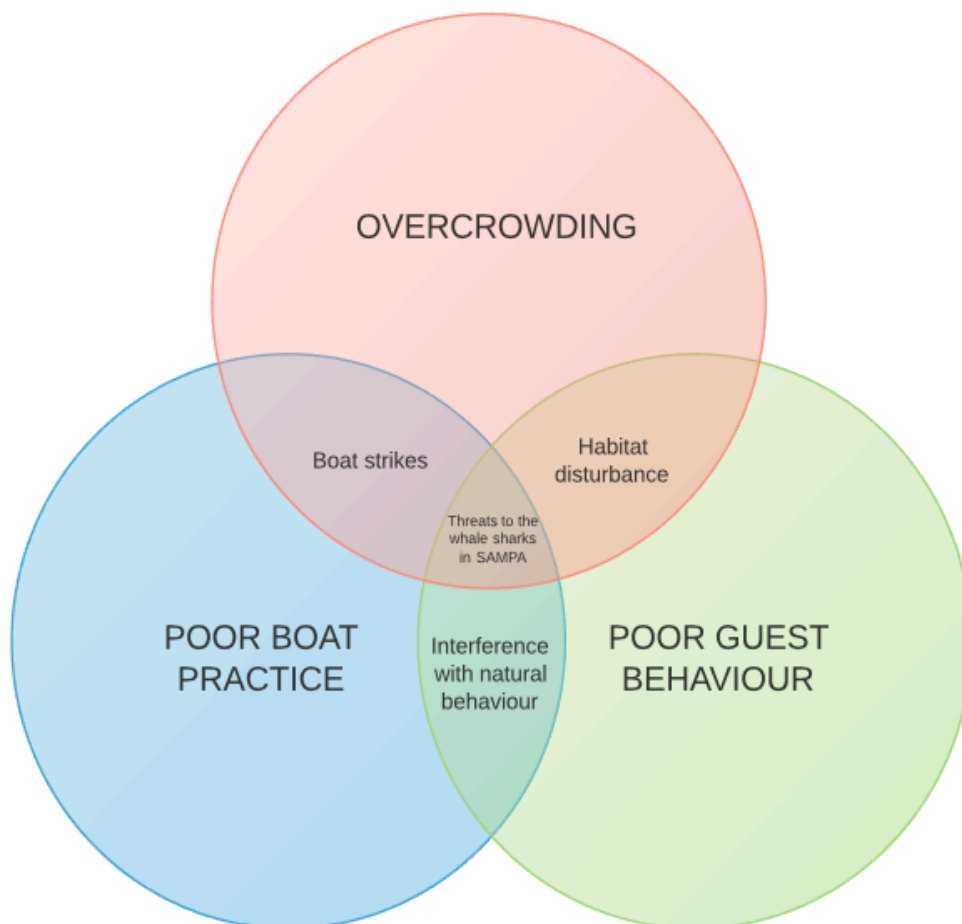 OVERCROWDING
Boat strikes
Habitat
disturbance
Threats to the
whale sharks
in SAMPA
POOR BOAT
PRACTICE
Interference
with natural
behaviour
POOR GUEST
BEHAVIOUR